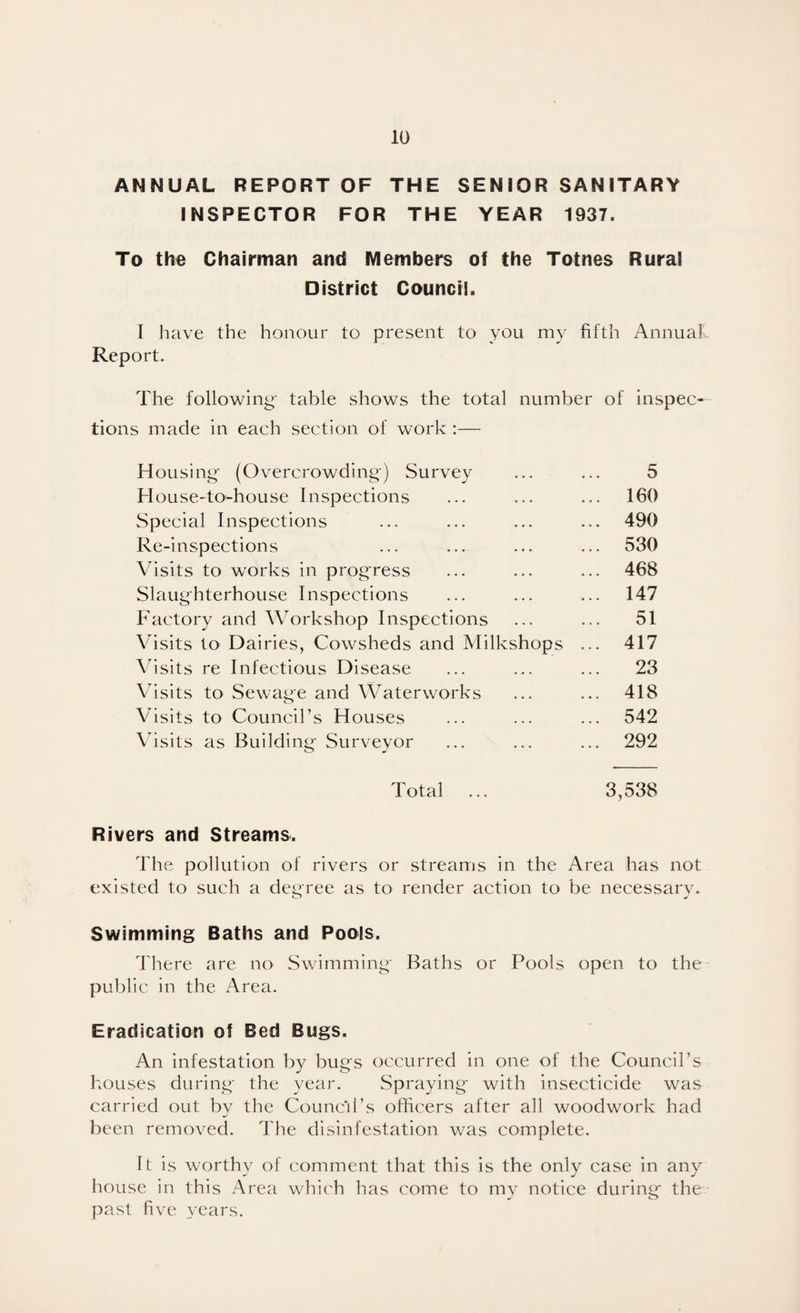 10
ANNUAL REPORT OF THE SENIOR SANITARY
INSPECTOR FOR THE YEAR 1937.
To the Chairman and Members of the Totnes Rural
District Council.
I have the honour to present to you my fifth Annual
Report.
The following table shows the total number of inspec-
tions made in each section of work :—
Housing (Overcrowding) Survey ... ... 5
House-to-house Inspections ... ... ... 160
Special Inspections ... ... ... ... 490
Re-inspections ... ... ... ... 530
Visits to works in progress ... ... ... 468
Slaughterhouse Inspections ... ... ... 147
Factory and Workshop Inspections ... ... 51
Visits to Dairies, Cowsheds and Milkshops ... 417
Visits re Infectious Disease ... ... ... 23
Visits to Sewage and Waterworks ... ... 418
Visits to Council's Houses ... ... ... 542
Visits as Building Surveyor ... ... ... 292
Total ... 3,538
Rivers and Streams.
The pollution of rivers or streams in the Area has not
existed to such a degree as to render action to be necessary.
Swimming Baths and Pools.
There are no Swimming Baths or Pools open to the
public in the Area.
Eradication of Bed Bugs.
An infestation by bugs occurred in one of the Council's
houses during the year. Spraying with insecticide was
carried out by the Council's officers after all woodwork had
been removed. The disinfestation was complete.
It is worthy of comment that this is the only case in any
house in this Area which has come to my notice during the
past five years.